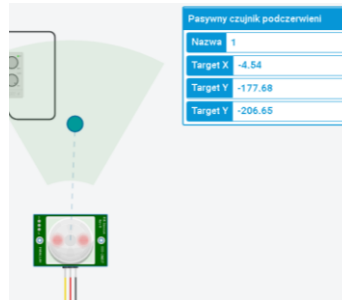 Pasywny czujnik podczerwieni
Nazwa 1
Target X -4.54
Target Y -177.68
Target Y -206.65